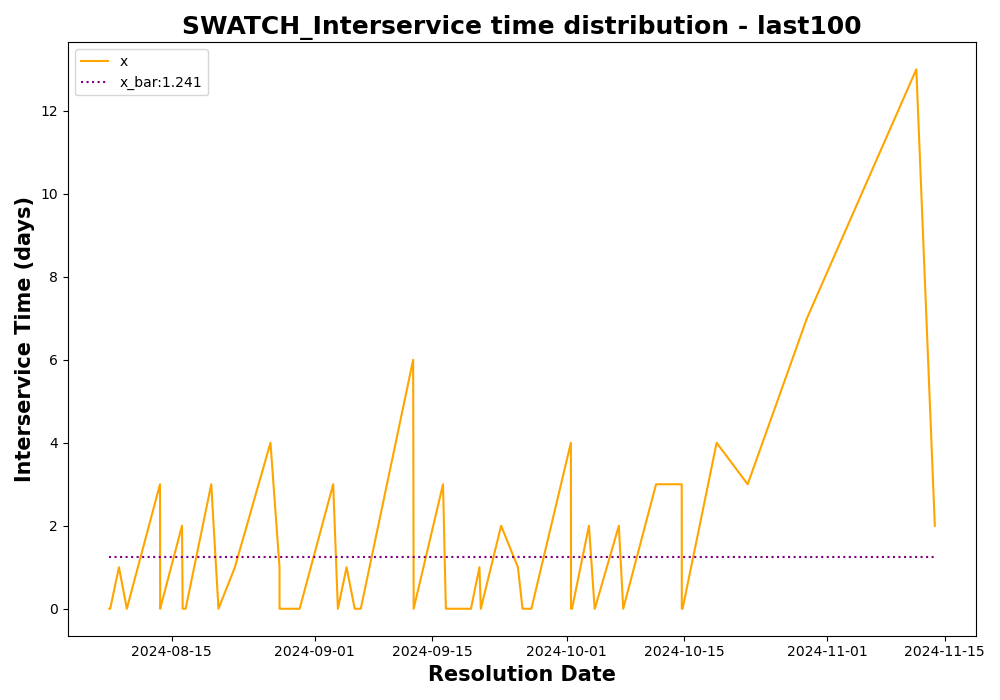 SWATCH_Interservice time distribution - last100
x
x_bar:1.241
Interservice Time (days)
12
10
8
6
4
2
0
2024-08-15
2024-09-01
2024-09-15
2024-10-01
2024-10-15
2024-11-01
2024-11-15
Resolution Date